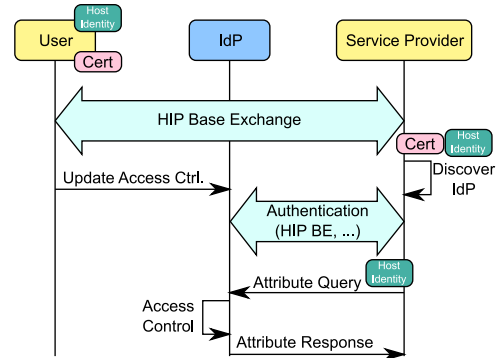 Host
Identity
User
Cert
IdP
Service Provider
HIP Base Exchange
Cert
Host
Identity
Discover
IdP
Update Access Ctrl.
Authentication
(HIP BE, ...)
Host
Identity
Attribute Query
Access
Control
Attribute Response